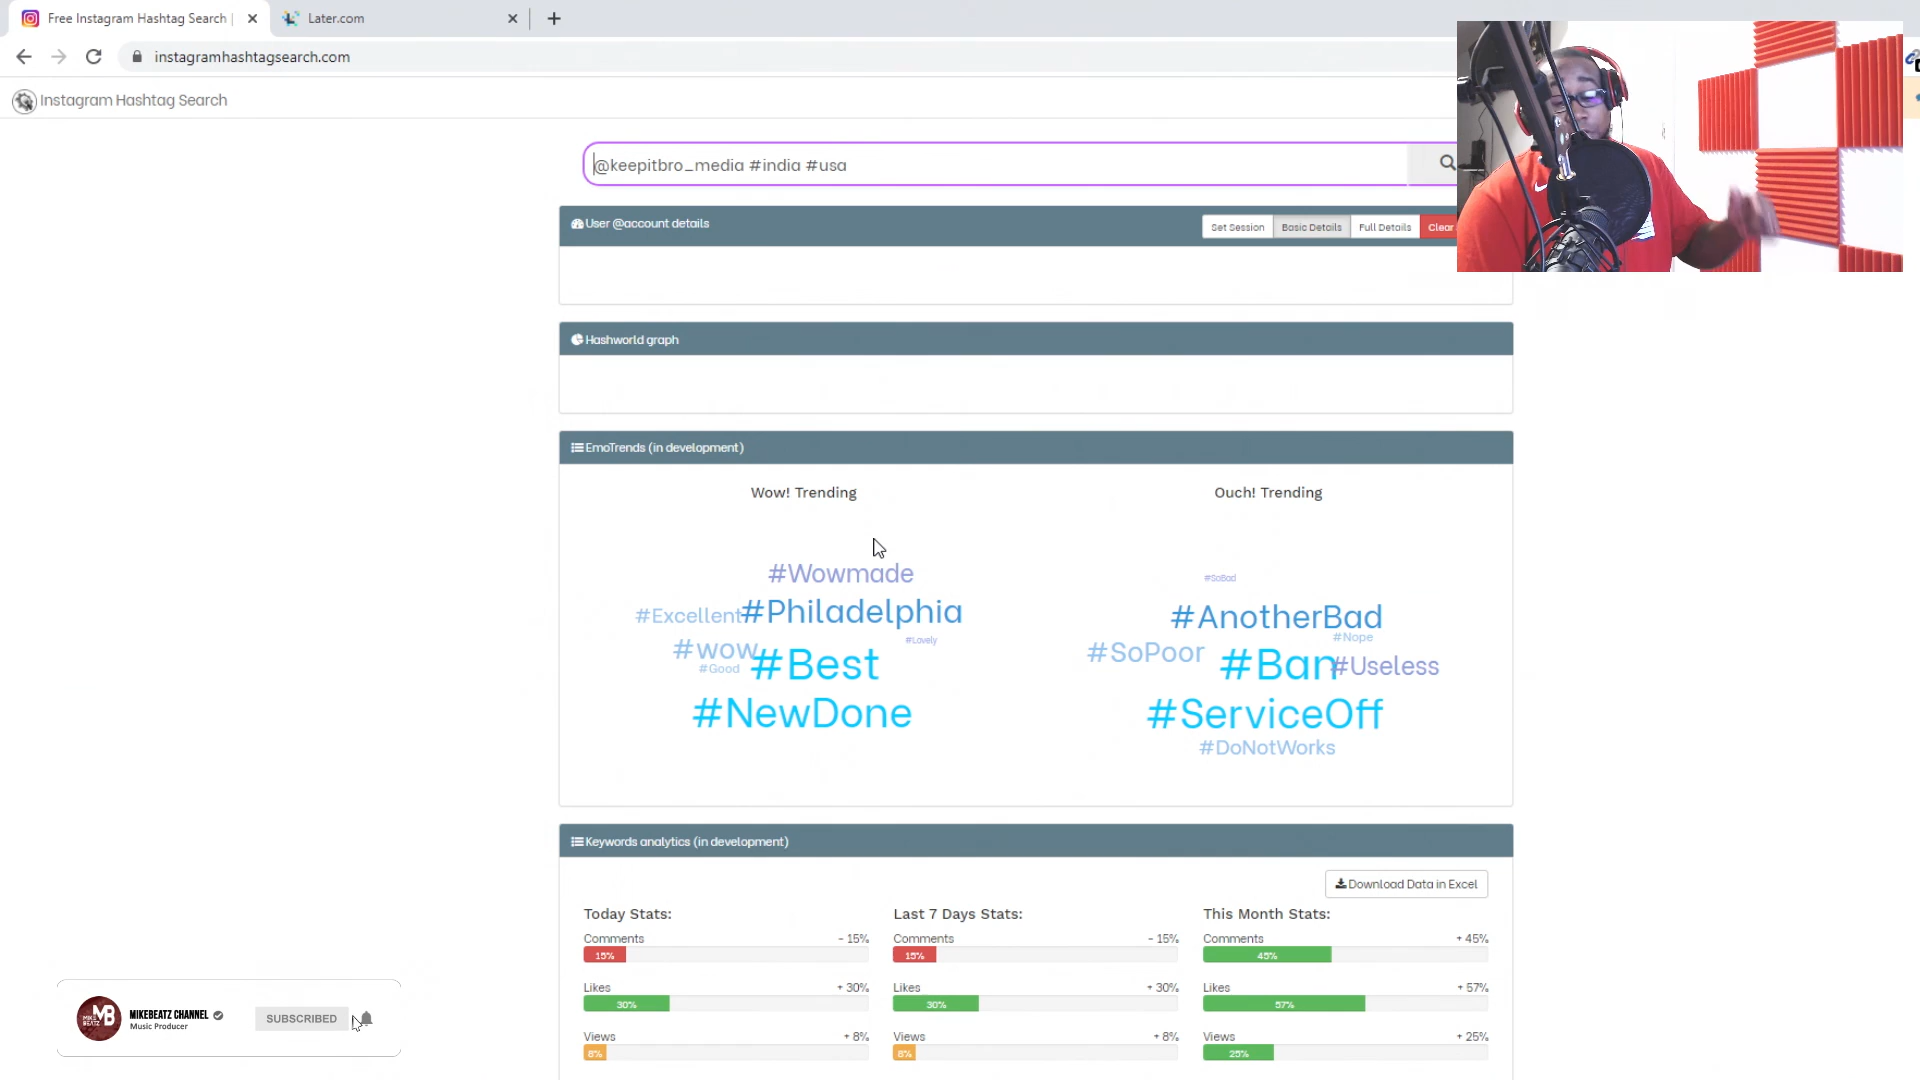 Free Instagram Hashtag Search |
Later.com
instagramhashtagsearch.com
Instagram Hashtag Search
@keepitbro_media #india #usa
User @account details
Set Session
Basic Details
Full Details
Clear
Hashworld graph
EmoTrends (in development)
Wow! Trending
Ouch! Trending
#Wowmade
#Excellent
#Philadelphia
#Lovely
#wow
#Good
#Best
#NewDone
#SoBad
#AnotherBad
#Nope
#SoPoor
#Ban
#Useless
#ServiceOff
#DoNotWorks
Keywords analytics (in development)
Download Data in Excel
Today Stats:
Comments - 15%
15%
Likes + 30%
30%
Views + 8%
8%
Last 7 Days Stats:
Comments - 15%
15%
Likes + 30%
30%
Views + 8%
8%
This Month Stats:
Comments + 45%
45%
Likes + 57%
57%
Views + 25%
25%
MB
MIKE BEATZ
MIKEBEATZ CHANNEL
Music Producer
SUBSCRIBED